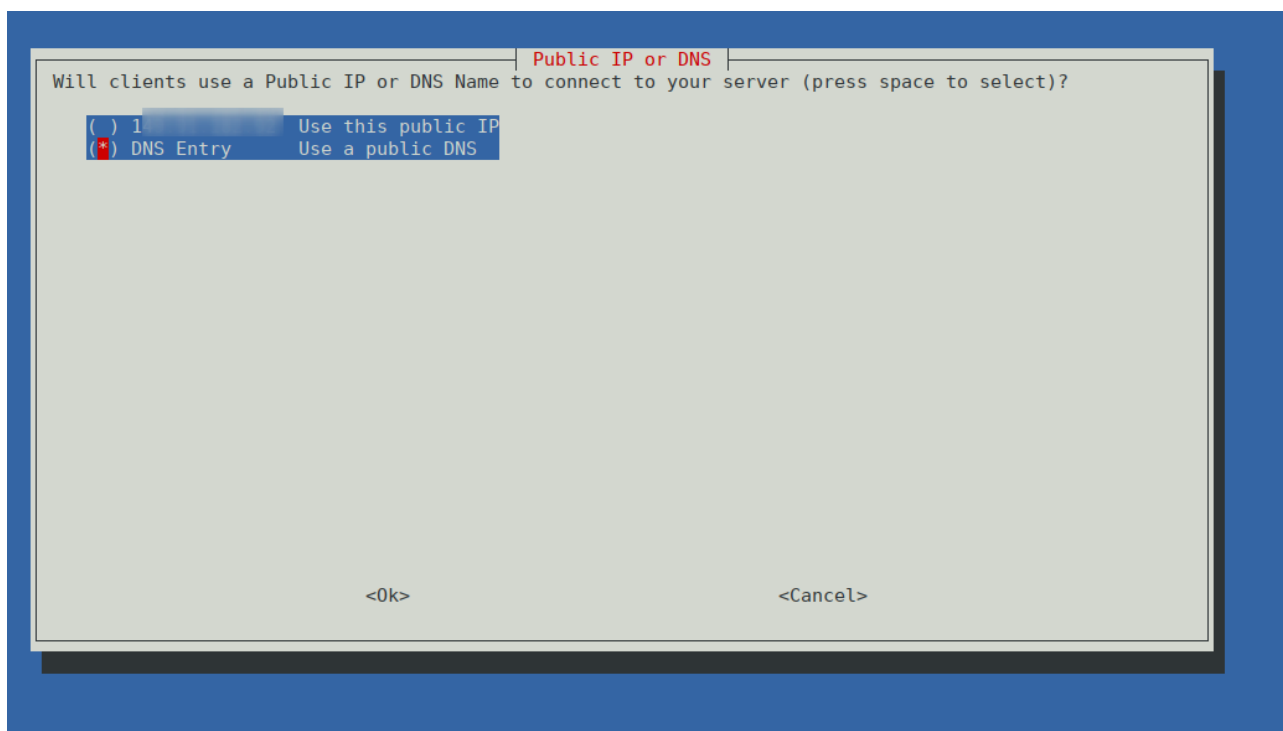 Public IP or DNS
Will clients use a Public IP or DNS Name to connect to your server (press space to select)?
( ) 1 Use this public IP
(*) DNS Entry Use a public DNS
<Ok> <Cancel>